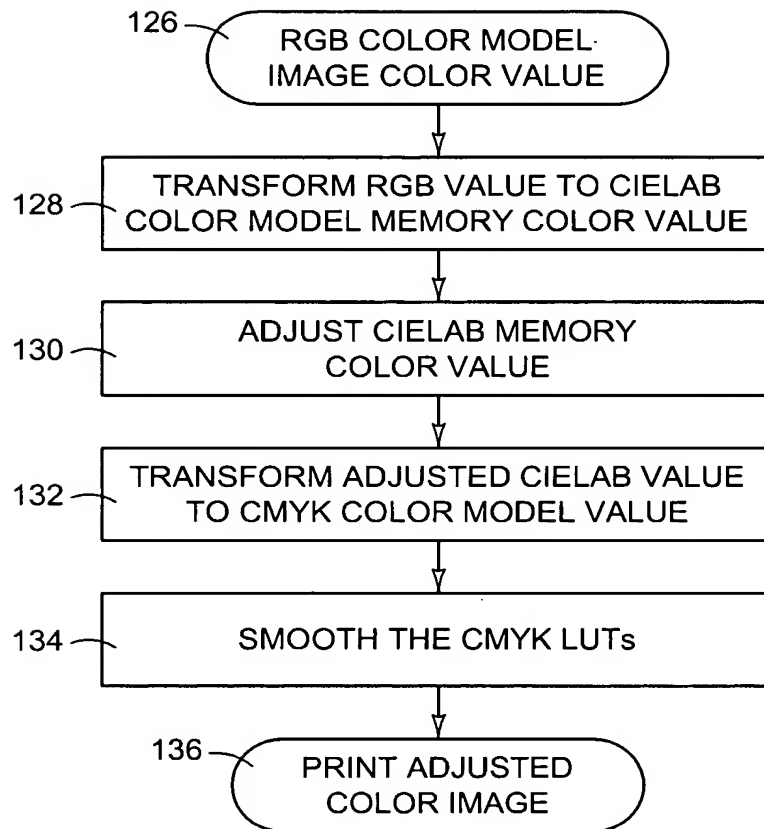 126
RGB COLOR MODEL
IMAGE COLOR VALUE
128
TRANSFORM RGB VALUE TO CIELAB
COLOR MODEL MEMORY COLOR VALUE
130
ADJUST CIELAB MEMORY
COLOR VALUE
132
TRANSFORM ADJUSTED CIELAB VALUE
TO CMYK COLOR MODEL VALUE
134
SMOOTH THE CMYK LUTs
136
PRINT ADJUSTED
COLOR IMAGE